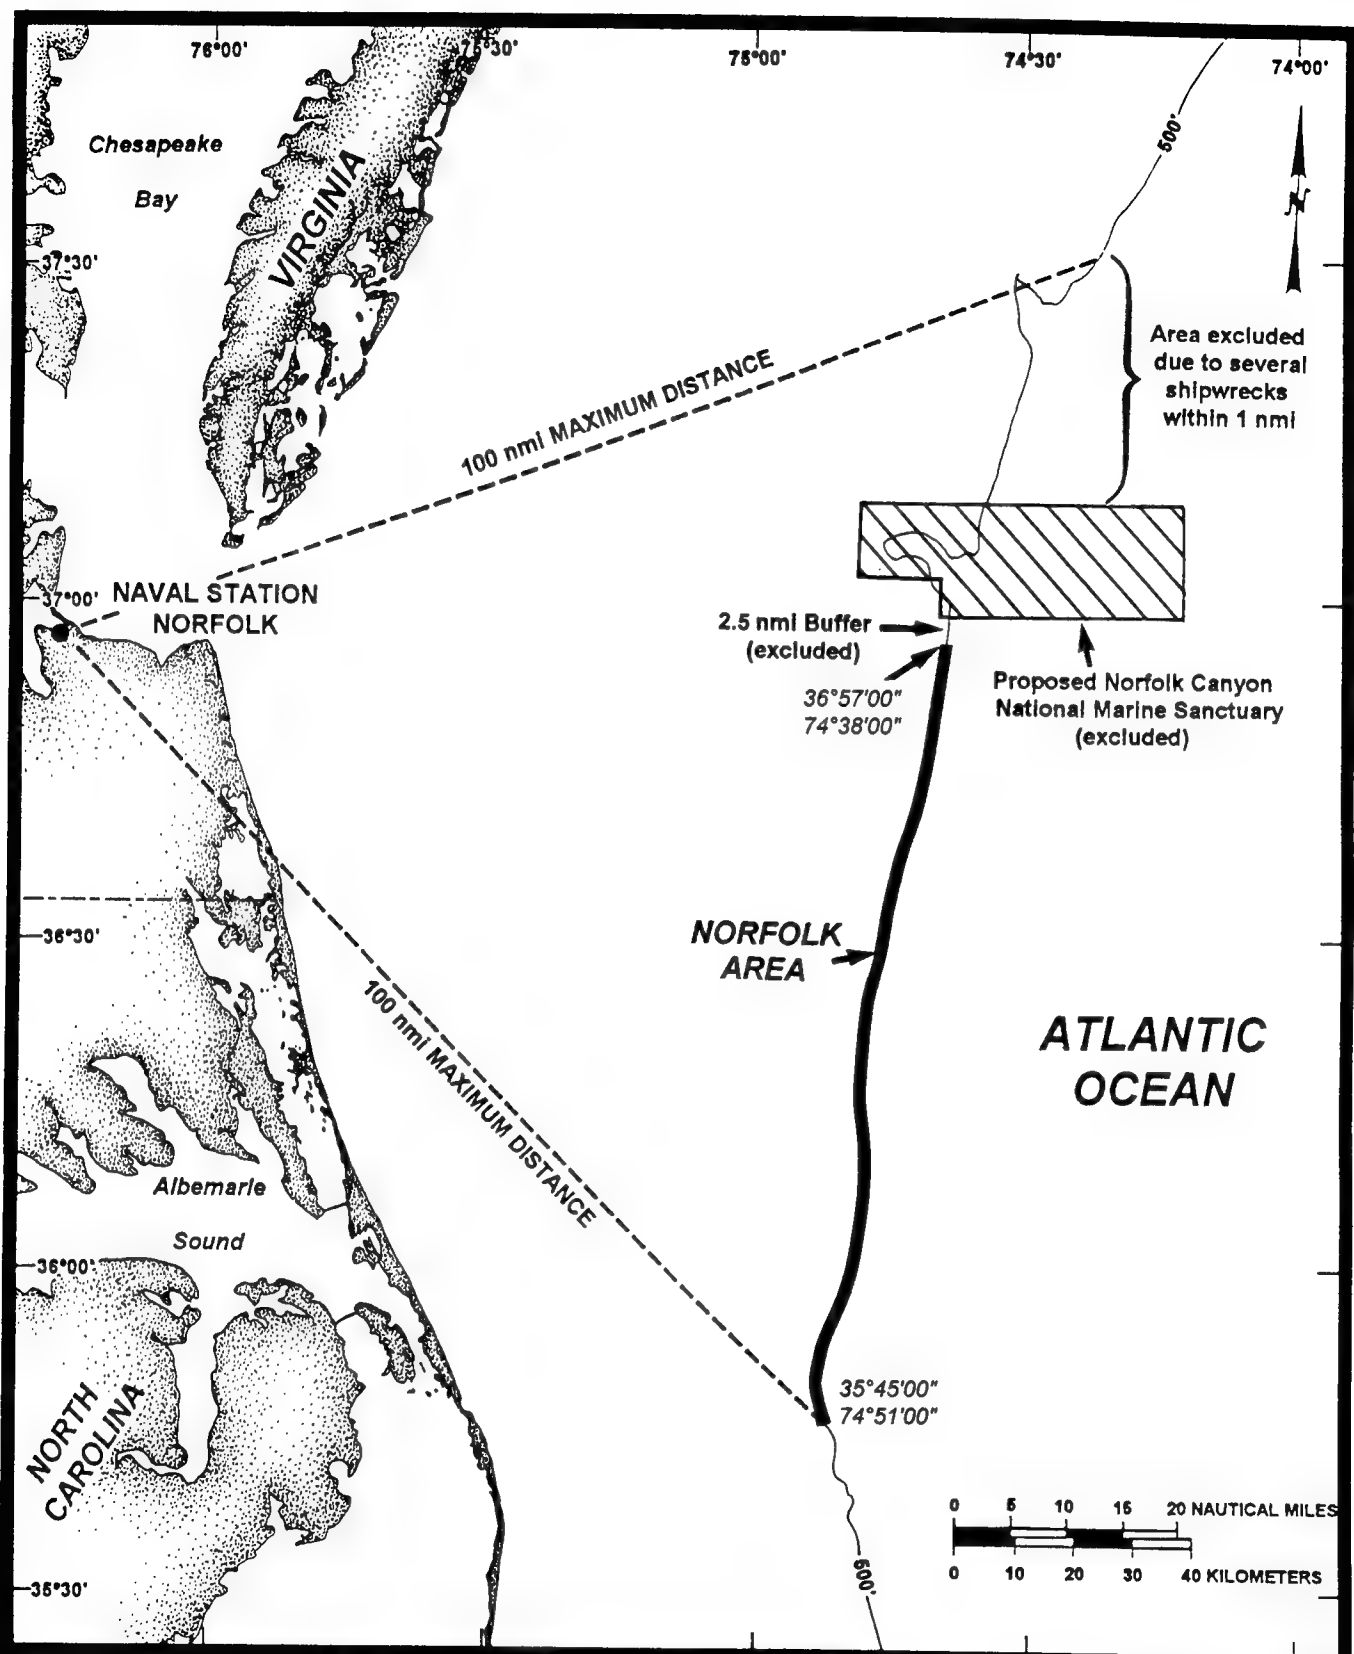 76°00'
75°30'
75°00'
74°30'
74°00'
Chesapeake
Bay
VIRGINIA
500'
N
37°30'
Area excluded
due to several
shipwrecks
within 1 nmi
100 nmi MAXIMUM DISTANCE
37°00'
NAVAL STATION
NORFOLK
2.5 nmi Buffer
(excluded)
36°57'00"
74°38'00"
Proposed Norfolk Canyon
National Marine Sanctuary
(excluded)
NORFOLK
AREA
36°30'
100 nmi MAXIMUM DISTANCE
ATLANTIC
OCEAN
Albemarle
Sound
36°00'
35°45'00"
74°51'00"
NORTH
CAROLINA
0 5 10 15 20 NAUTICAL MILES
0 10 20 30 40 KILOMETERS
500'
35°30'